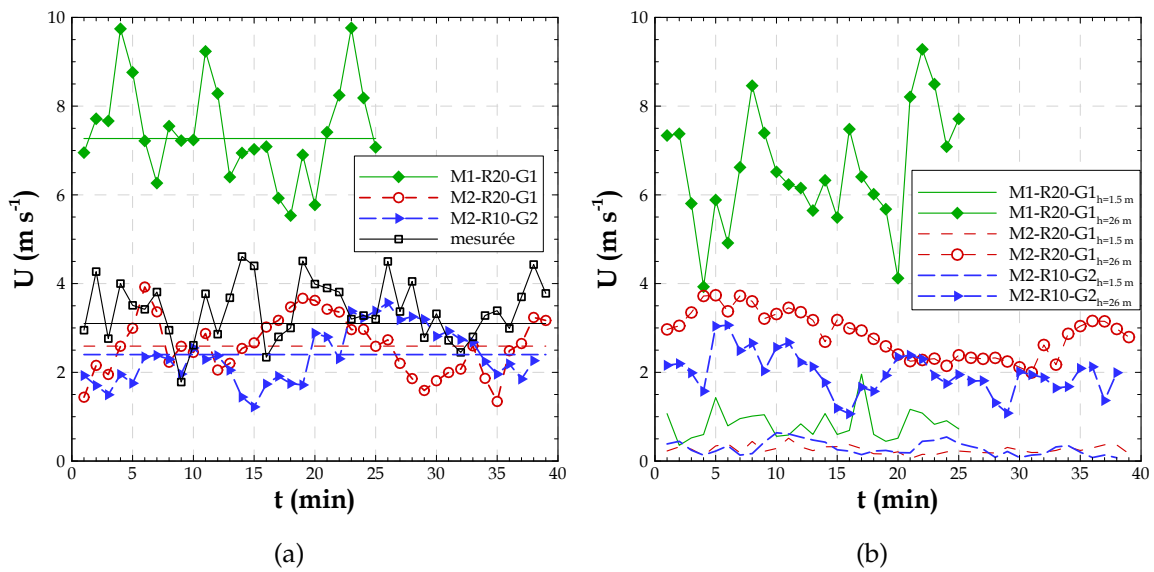 10
8
6
4
2
0
U (m s⁻¹)
0 5 10 15 20 25 30 35 40
t (min)
M1-R20-G1
M2-R20-G1
M2-R10-G2
mesurée
(a)
10
8
6
4
2
0
U (m s⁻¹)
0 5 10 15 20 25 30 35 40
t (min)
M1-R20-G1h=1.5 m
M1-R20-G1h=26 m
M2-R20-G1h=1.5 m
M2-R20-G1h=26 m
M2-R10-G2h=1.5 m
M2-R10-G2h=26 m
(b)